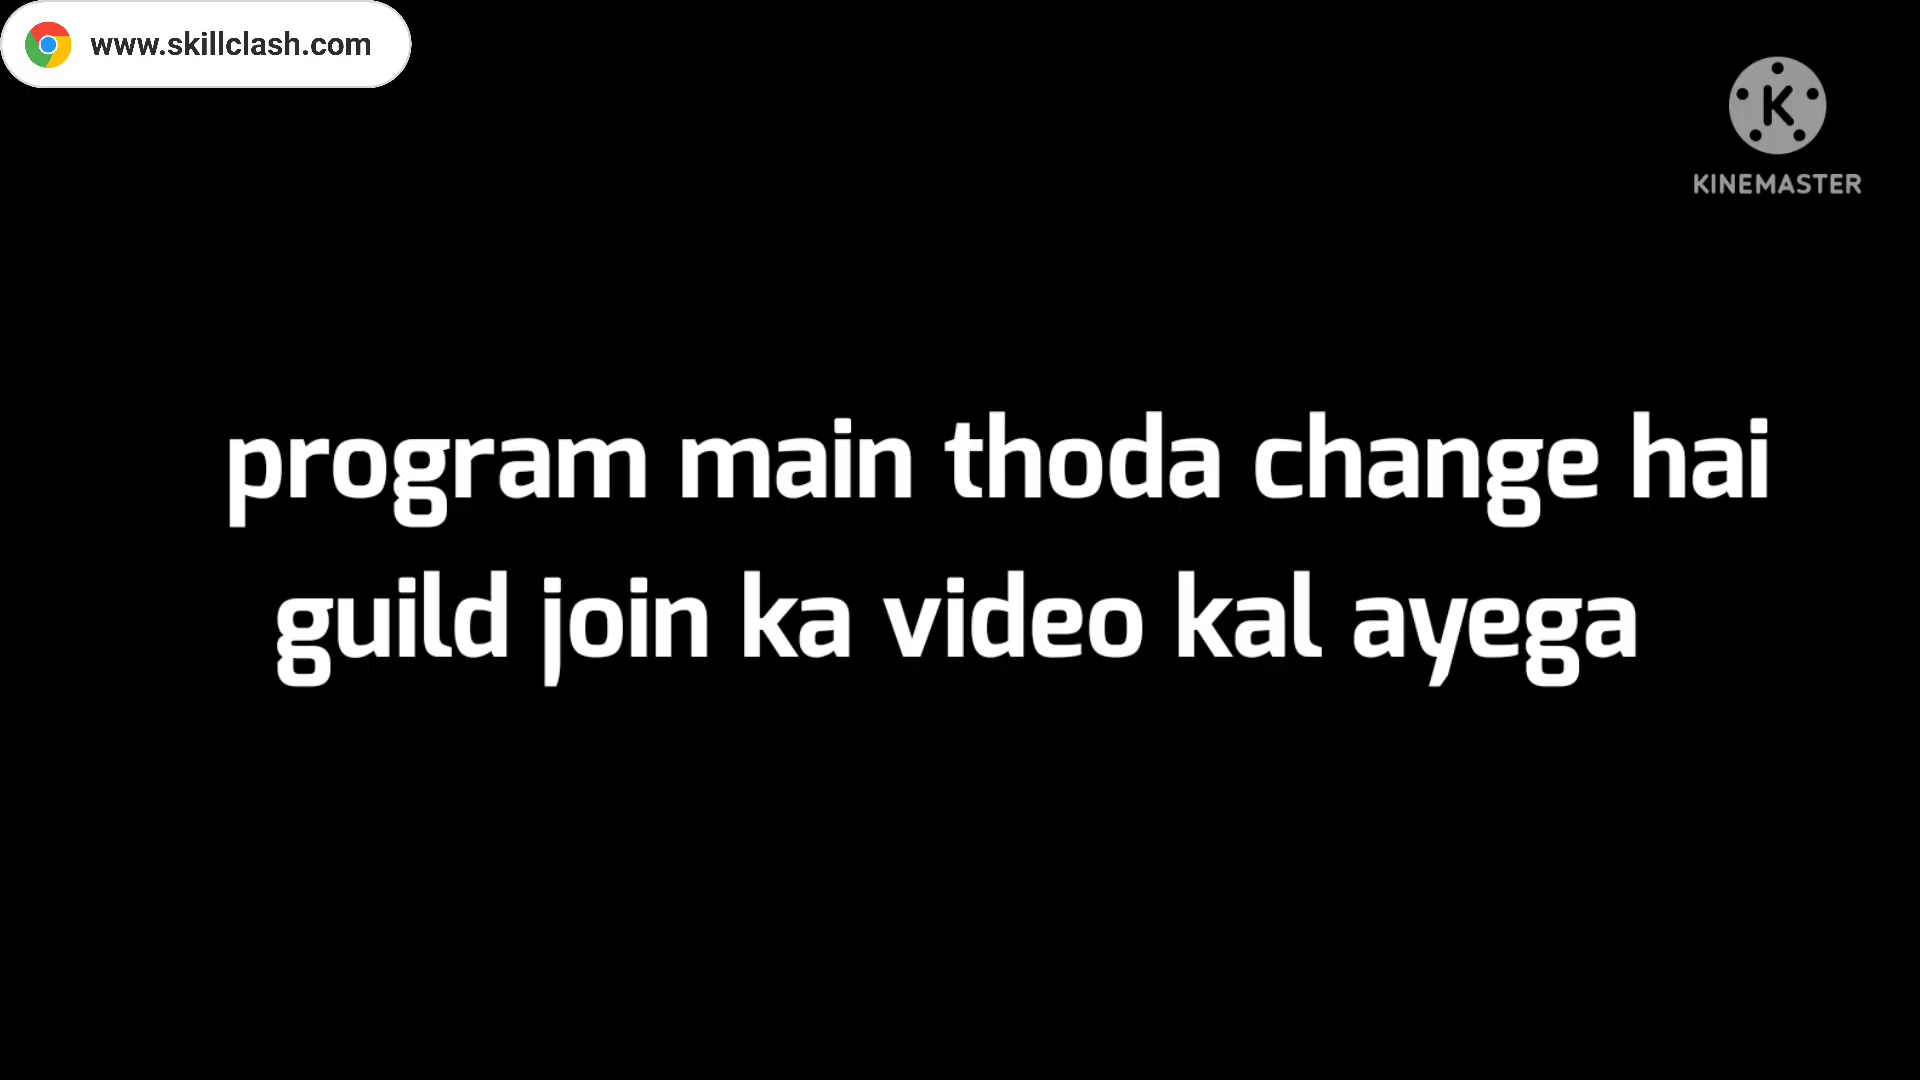 www.skillclash.com
K
KINEMASTER
program main thoda change hai
guild join ka video kal ayega